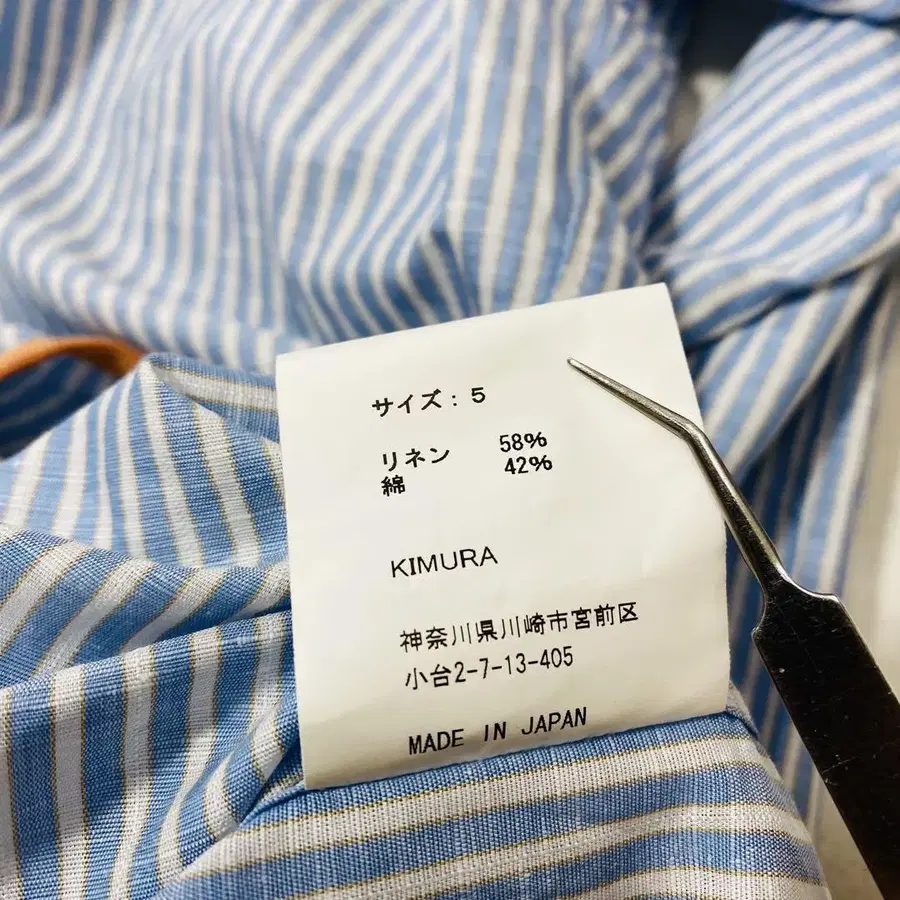 サイズ：5
リネン 58%
綿 42%
KIMURA
神奈川県川崎市宮前区
小台2-7-13-405
MADE IN JAPAN